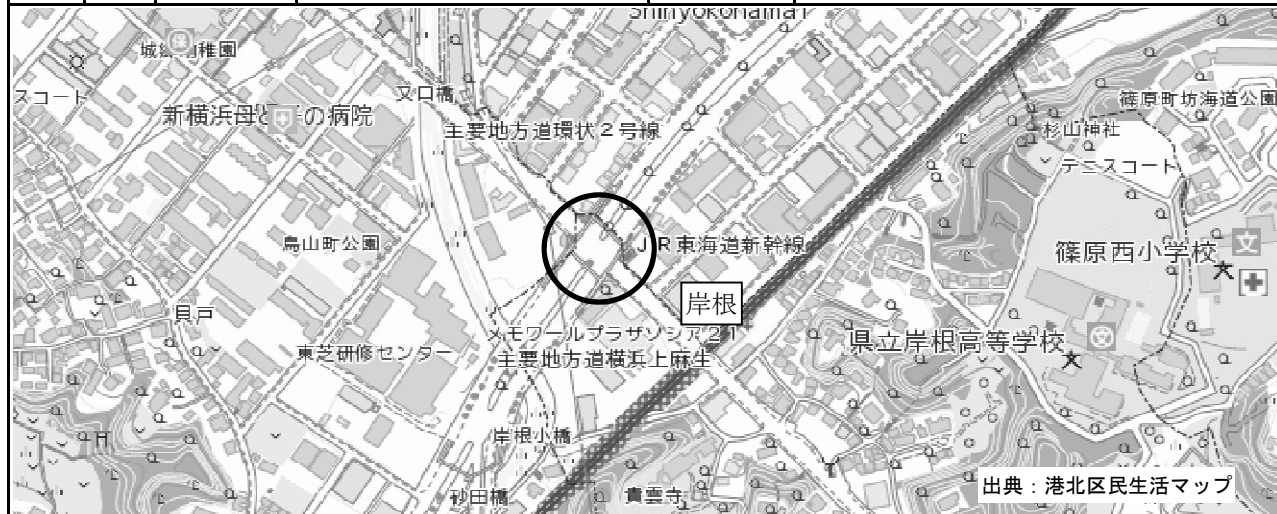 Shinyokohama1
城郷幼稚園
スコート
又口橋
篠原町坊海道公園
新横浜母と子の病院
主要地方道環状2号線
杉山神社
テニスコート
鳥山町公園
JR東海道新幹線
篠原西小学校
文
岸根
貝戸
メモワールプラザソシア21
県立岸根高等学校
東芝研修センター
主要地方道横浜上麻生
岸根小橋
砂田橋
貴雲寺
出典：港北区民生活マップ